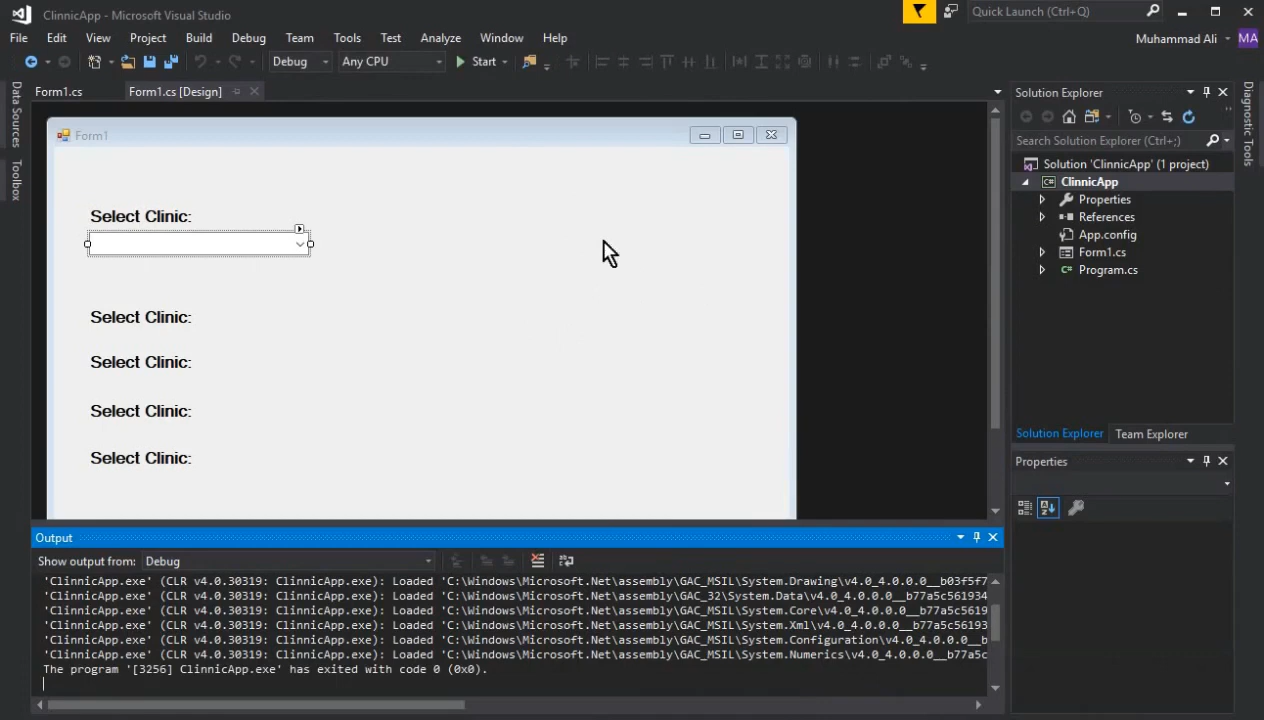 ClinnicApp - Microsoft Visual Studio
Quick Launch (Ctrl+Q)
File Edit View Project Build Debug Team Tools Test Analyze Window Help
Muhammad Ali MA
Debug Any CPU Start
Data Sources
Toolbox
Form1.cs Form1.cs [Design]
Form1
Select Clinic:
Select Clinic:
Select Clinic:
Select Clinic:
Select Clinic:
Solution Explorer
Search Solution Explorer (Ctrl+;)
Solution 'ClinnicApp' (1 project)
C# ClinnicApp
Properties
References
App.config
Form1.cs
C# Program.cs
Solution Explorer Team Explorer
Properties
Diagnostic Tools
Output
Show output from: Debug
'ClinnicApp.exe' (CLR v4.0.30319: ClinnicApp.exe): Loaded 'C:\Windows\Microsoft.Net\assembly\GAC_MSIL\System.Drawing\v4.0_4.0.0.0__b03f5f7
'ClinnicApp.exe' (CLR v4.0.30319: ClinnicApp.exe): Loaded 'C:\Windows\Microsoft.Net\assembly\GAC_32\System.Data\v4.0_4.0.0.0__b77a5c561934
'ClinnicApp.exe' (CLR v4.0.30319: ClinnicApp.exe): Loaded 'C:\Windows\Microsoft.Net\assembly\GAC_MSIL\System.Core\v4.0_4.0.0.0__b77a5c5619
'ClinnicApp.exe' (CLR v4.0.30319: ClinnicApp.exe): Loaded 'C:\Windows\Microsoft.Net\assembly\GAC_MSIL\System.Xml\v4.0_4.0.0.0__b77a5c56193
'ClinnicApp.exe' (CLR v4.0.30319: ClinnicApp.exe): Loaded 'C:\Windows\Microsoft.Net\assembly\GAC_MSIL\System.Configuration\v4.0_4.0.0.0__b
'ClinnicApp.exe' (CLR v4.0.30319: ClinnicApp.exe): Loaded 'C:\Windows\Microsoft.Net\assembly\GAC_MSIL\System.Numerics\v4.0_4.0.0.0__b77a5c
The program '[3256] ClinnicApp.exe' has exited with code 0 (0x0).